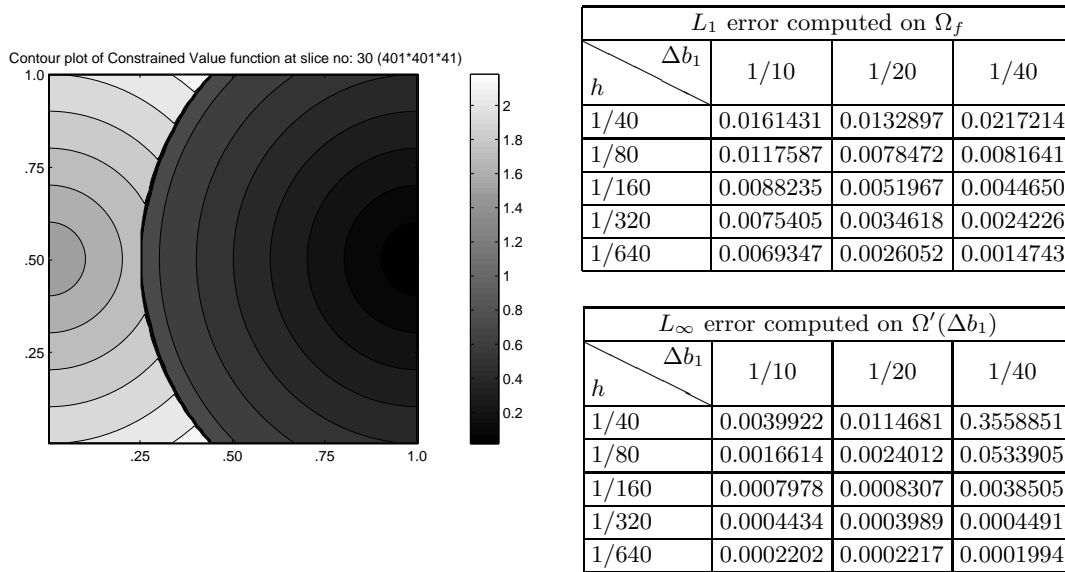 Contour plot of Constrained Value function at slice no: 30 (401*401*41)
1.0
.75
.50
.25
.25 .50 .75 1.0
2
1.8
1.6
1.4
1.2
1
0.8
0.6
0.4
0.2
L₁ error computed on Ω_f
Δb₁
h
1/10 1/20 1/40
1/40 0.0161431 0.0132897 0.0217214
1/80 0.0117587 0.0078472 0.0081641
1/160 0.0088235 0.0051967 0.0044650
1/320 0.0075405 0.0034618 0.0024226
1/640 0.0069347 0.0026052 0.0014743
L∞ error computed on Ω′(Δb₁)
Δb₁
h
1/10 1/20 1/40
1/40 0.0039922 0.0114681 0.3558851
1/80 0.0016614 0.0024012 0.0533905
1/160 0.0007978 0.0008307 0.0038505
1/320 0.0004434 0.0003989 0.0004491
1/640 0.0002202 0.0002217 0.0001994